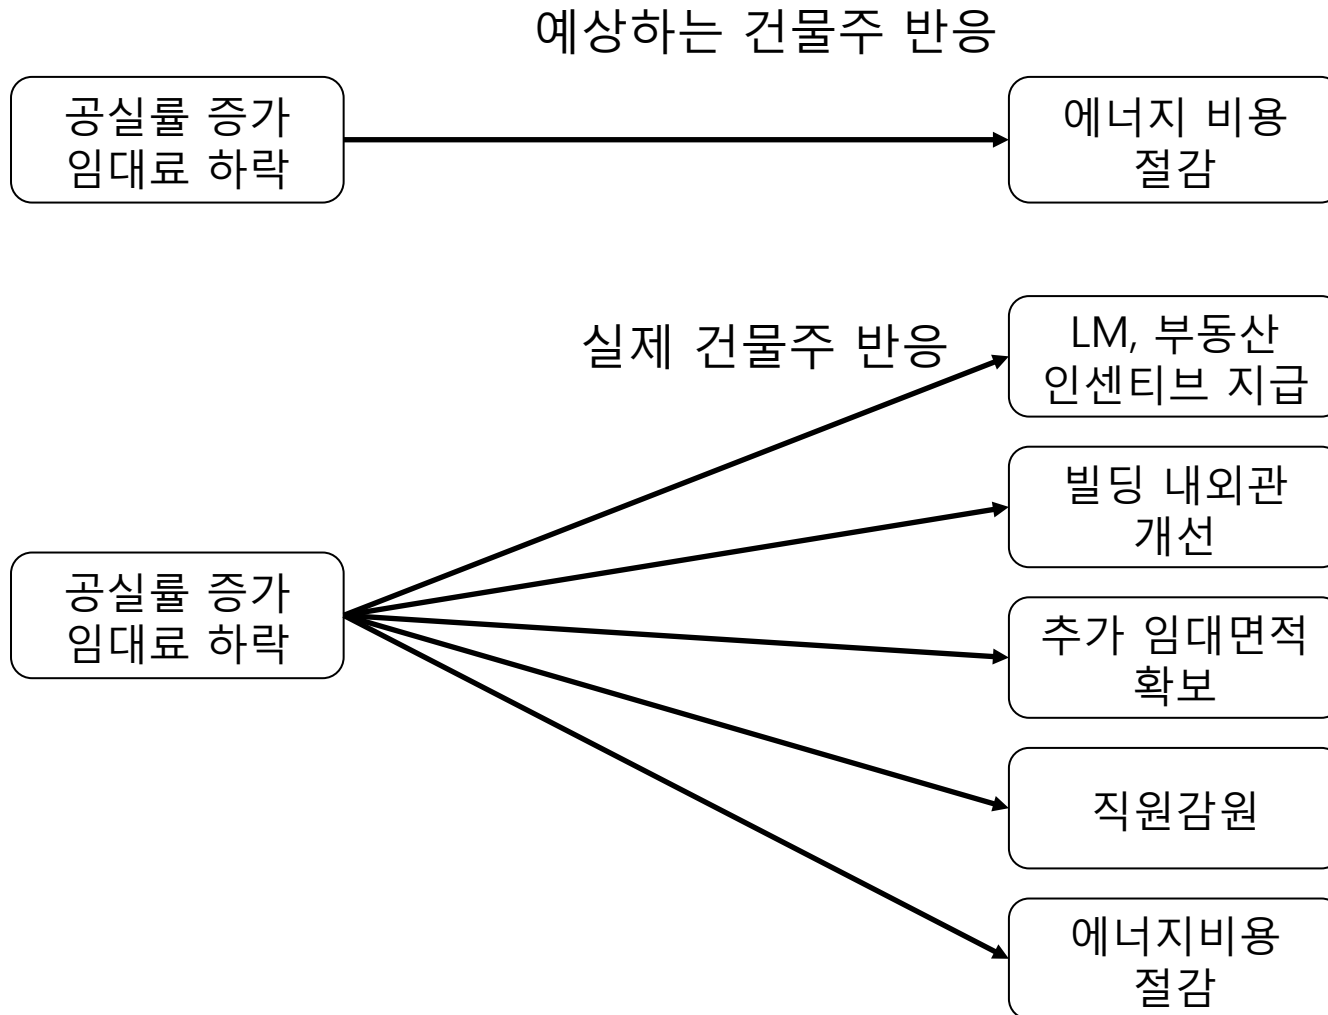 예상하는 건물주 반응
공실률 증가
임대료 하락
에너지 비용
절감
실제 건물주 반응
LM, 부동산
인센티브 지급
빌딩 내외관
개선
공실률 증가
임대료 하락
추가 임대면적
확보
직원감원
에너지비용
절감